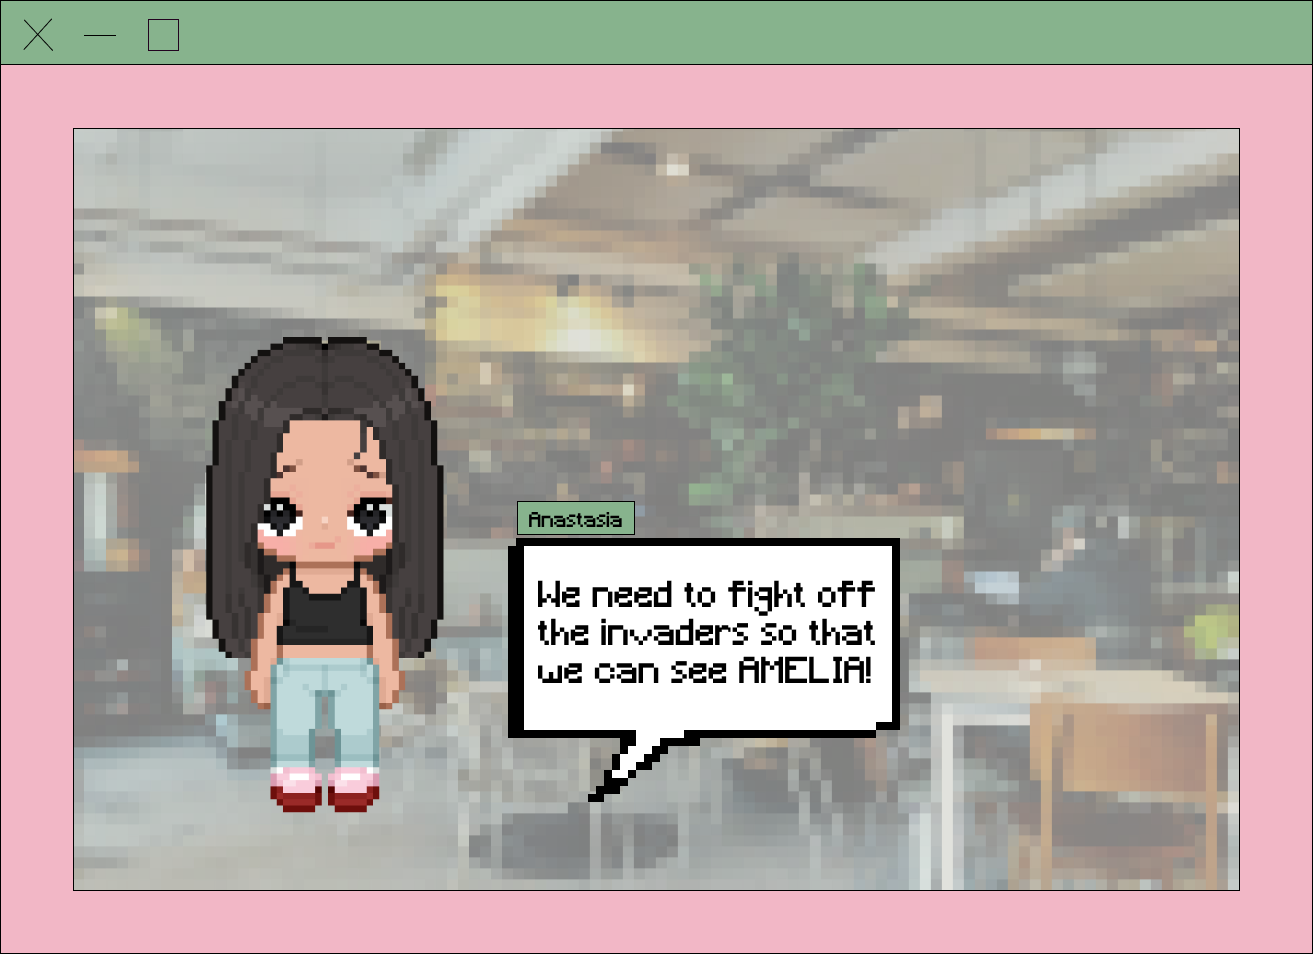 Anastasia
We need to fight off
the invaders so that
we can see AMELIA!